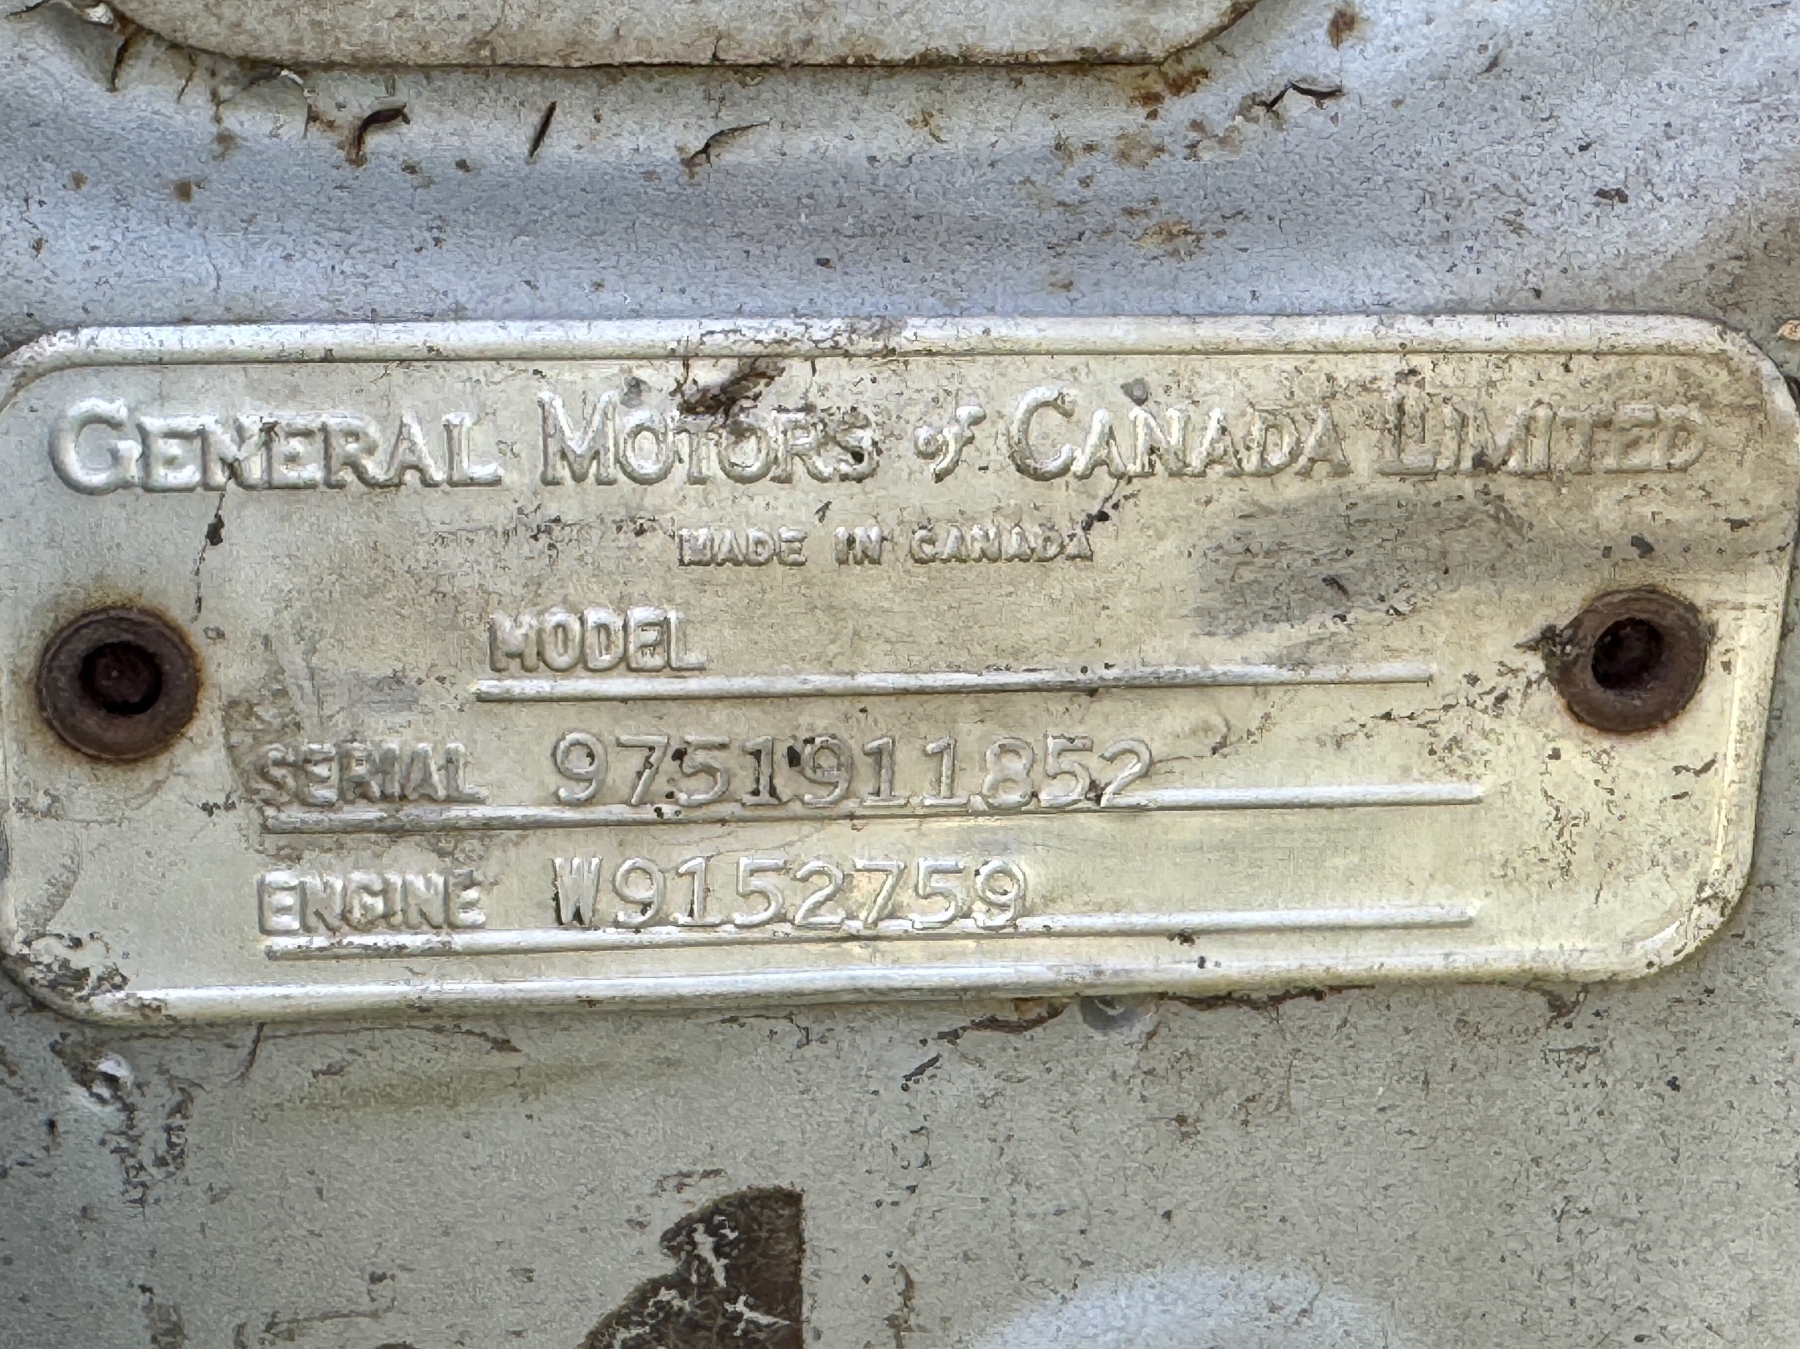 GENERAL MOTORS of CANADA LIMITED
MADE IN CANADA
MODEL
SERIAL 9751911852
ENGINE W9152759